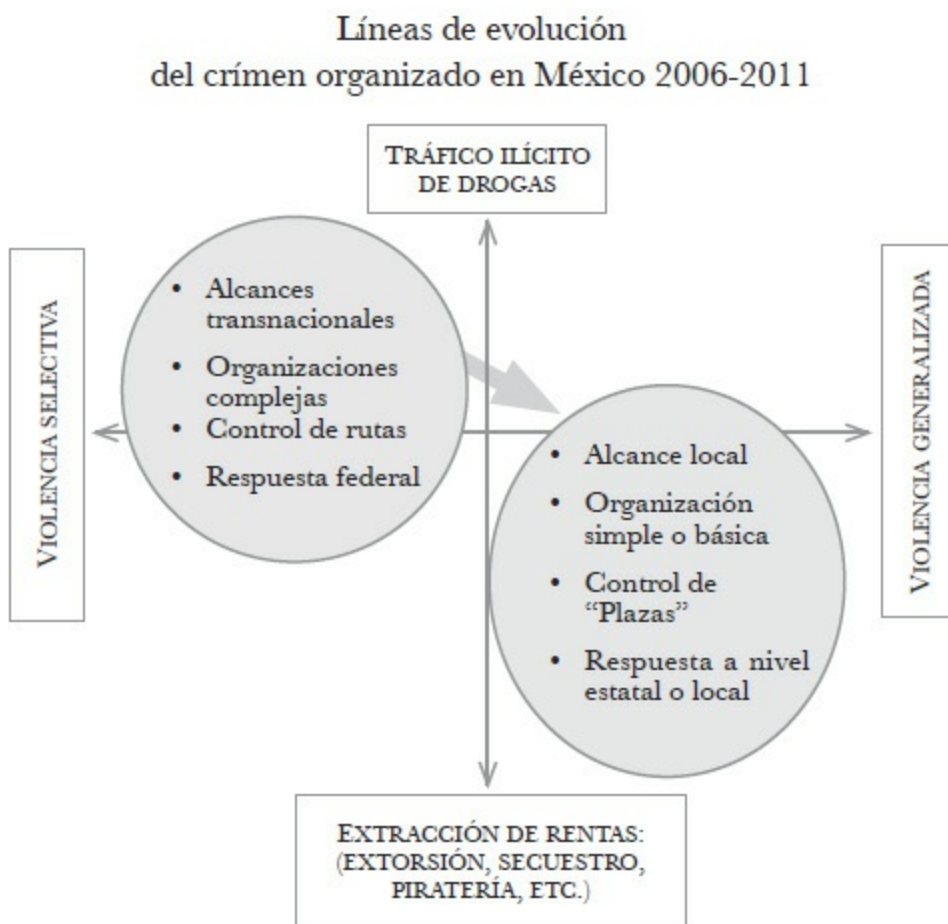 Líneas de evolución
del crímen organizado en México 2006-2011
TRÁFICO ILÍCITO
DE DROGAS
VIOLENCIA SELECTIVA
• Alcances
transnacionales
• Organizaciones
complejas
• Control de rutas
• Respuesta federal
• Alcance local
• Organización
simple o básica
• Control de
“Plazas”
• Respuesta a nivel
estatal o local
VIOLENCIA GENERALIZADA
EXTRACCIÓN DE RENTAS:
(EXTORSIÓN, SECUESTRO,
PIRATERÍA, ETC.)